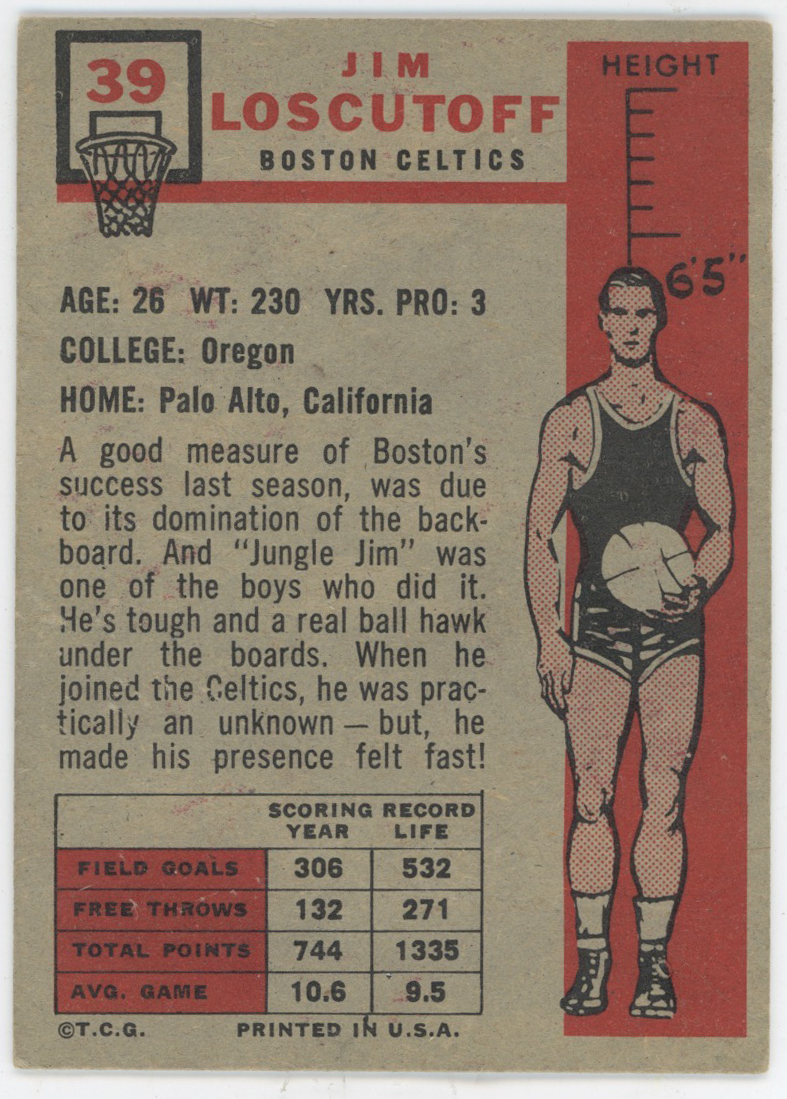 39
JIM
LOSCUTOFF
BOSTON CELTICS
HEIGHT
6'5"
AGE: 26 WT: 230 YRS. PRO: 3
COLLEGE: Oregon
HOME: Palo Alto, California
A good measure of Boston's
success last season, was due
to its domination of the back-
board. And "Jungle Jim" was
one of the boys who did it.
He's tough and a real ball hawk
under the boards. When he
joined the Celtics, he was prac-
tically an unknown — but, he
made his presence felt fast!
SCORING RECORD
YEAR LIFE
FIELD GOALS 306 532
FREE THROWS 132 271
TOTAL POINTS 744 1335
AVG. GAME 10.6 9.5
©T.C.G. PRINTED IN U.S.A.